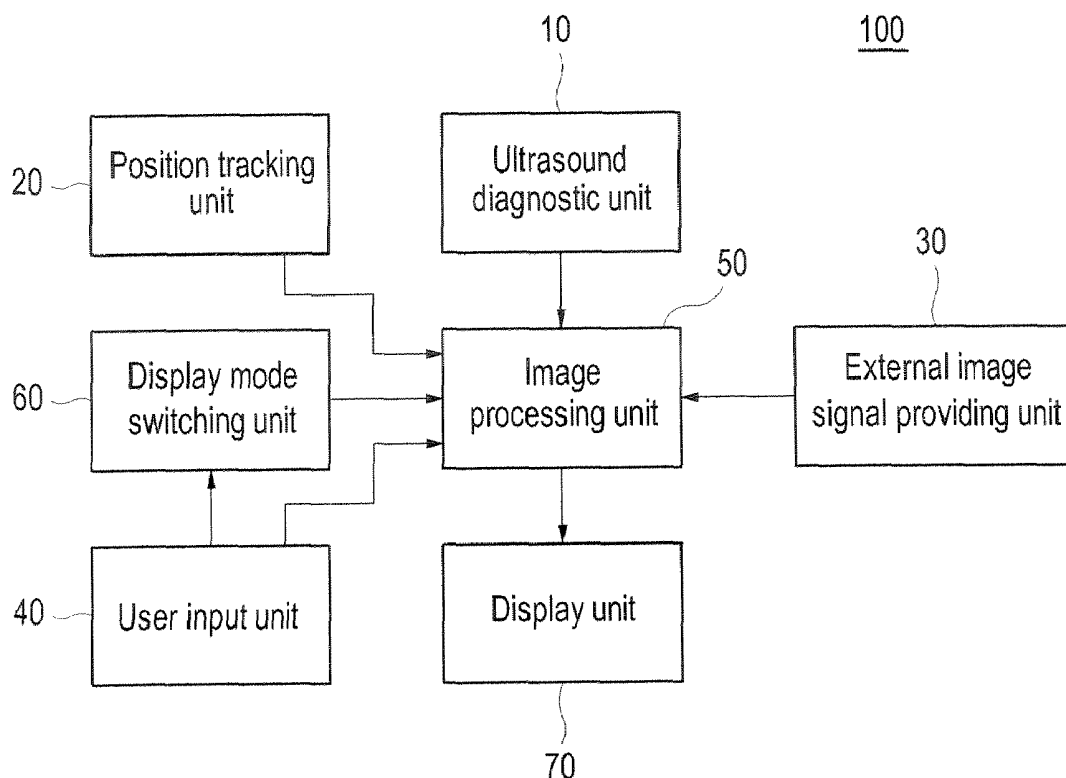 10
100
20
Position tracking
unit
Ultrasound
diagnostic unit
50
30
60
Display mode
switching unit
Image
processing unit
External image
signal providing unit
40
User input unit
Display unit
70